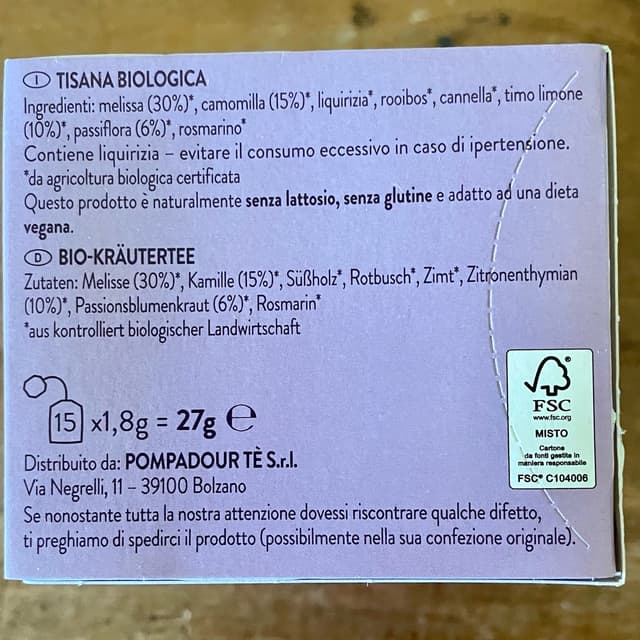 I TISANA BIOLOGICA
Ingredienti: melissa (30%)*, camomilla (15%)*, liquirizia*, rooibos*, cannella*, timo limone
(10%)*, passiflora (6%)*, rosmarino*
Contiene liquirizia – evitare il consumo eccessivo in caso di ipertensione.
*da agricoltura biologica certificata
Questo prodotto è naturalmente senza lattosio, senza glutine e adatto ad una dieta
vegana.
D BIO-KRÄUTERTEE
Zutaten: Melisse (30%)*, Kamille (15%)*, Süßholz*, Rotbusch*, Zimt*, Zitronenthymian
(10%)*, Passionsblumenkraut (6%)*, Rosmarin*
*aus kontrolliert biologischer Landwirtschaft
15 x1,8g = 27g ℮
Distribuito da: POMPADOUR TÈ S.r.l.
Via Negrelli, 11 – 39100 Bolzano
Se nonostante tutta la nostra attenzione dovessi riscontrare qualche difetto,
ti preghiamo di spedirci il prodotto (possibilmente nella sua confezione originale).
®
FSC
www.fsc.org
MISTO
Cartone
da fonti gestite in
maniera responsabile
FSC® C104006